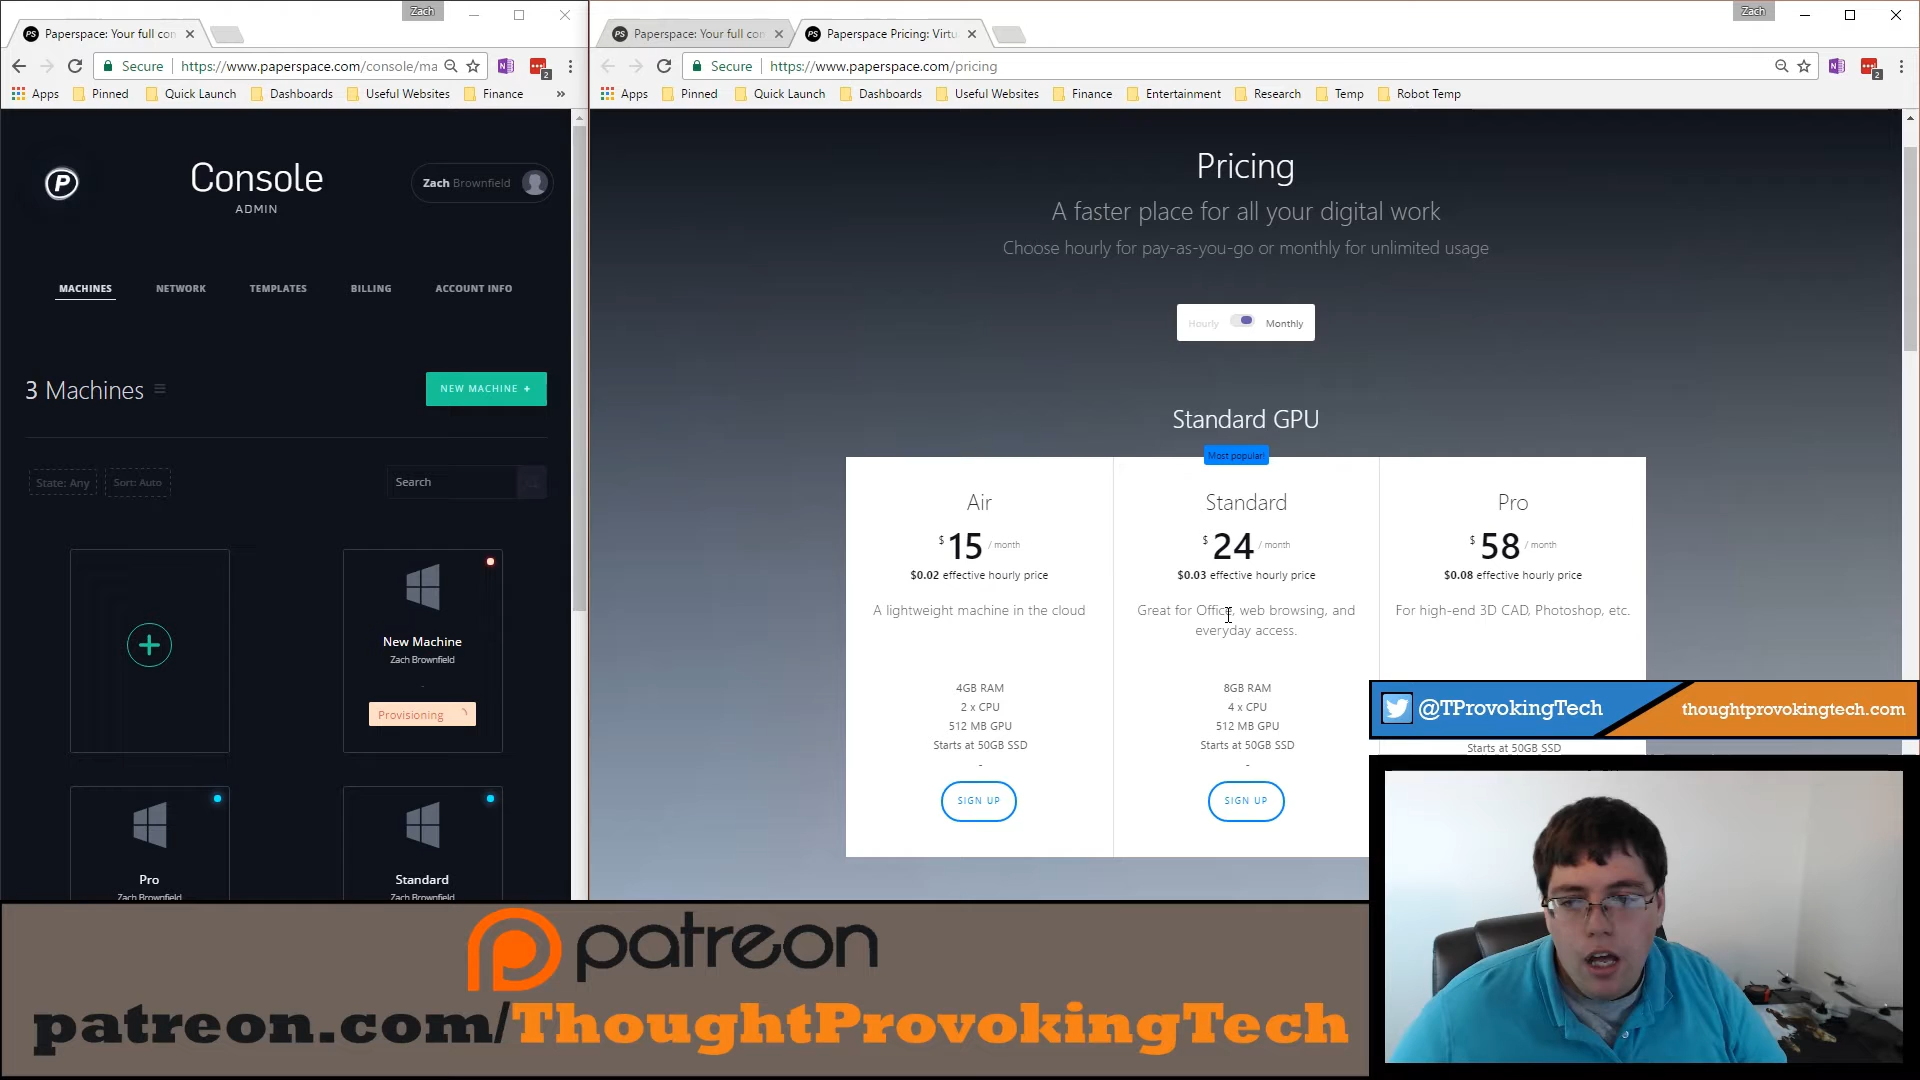 Zach
Paperspace: Your full con
Secure
https://www.paperspace.com/console/ma
2
Apps
Pinned
Quick Launch
Dashboards
Useful Websites
Finance
»
P
Console
ADMIN
Zach Brownfield
MACHINES
NETWORK
TEMPLATES
BILLING
ACCOUNT INFO
3 Machines
NEW MACHINE +
State: Any
Sort: Auto
Search
New Machine
Zach Brownfield
-
Provisioning
Pro
Zach Brownfield
Standard
Zach Brownfield
Zach
PS
Paperspace: Your full con
PS
Paperspace Pricing: Virtu
Secure
https://www.paperspace.com/pricing
2
Apps
Pinned
Quick Launch
Dashboards
Useful Websites
Finance
Entertainment
Research
Temp
Robot Temp
Pricing
A faster place for all your digital work
Choose hourly for pay-as-you-go or monthly for unlimited usage
Hourly
Monthly
Standard GPU
Most popular!
Air
$15 / month
$0.02 effective hourly price
A lightweight machine in the cloud
4GB RAM
2 x CPU
512 MB GPU
Starts at 50GB SSD
-
SIGN UP
Standard
$24 / month
$0.03 effective hourly price
Great for Office, web browsing, and
everyday access.
8GB RAM
4 x CPU
512 MB GPU
Starts at 50GB SSD
-
SIGN UP
Pro
$58 / month
$0.08 effective hourly price
For high-end 3D CAD, Photoshop, etc.
Starts at 50GB SSD
@TProvokingTech
thoughtprovokingtech.com
patreon
patreon.com/ThoughtProvokingTech